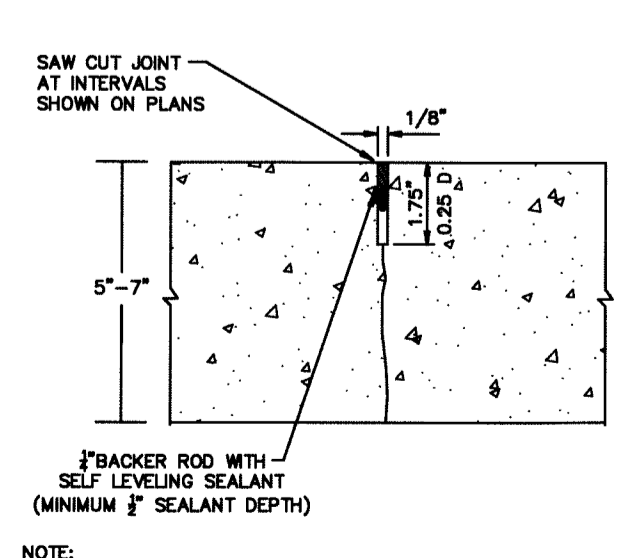 SAW CUT JOINT
AT INTERVALS
SHOWN ON PLANS
1/8"
1.75"
0.25 D
5"-7"
½"BACKER ROD WITH
SELF LEVELING SEALANT
(MINIMUM ½" SEALANT DEPTH)
NOTE: